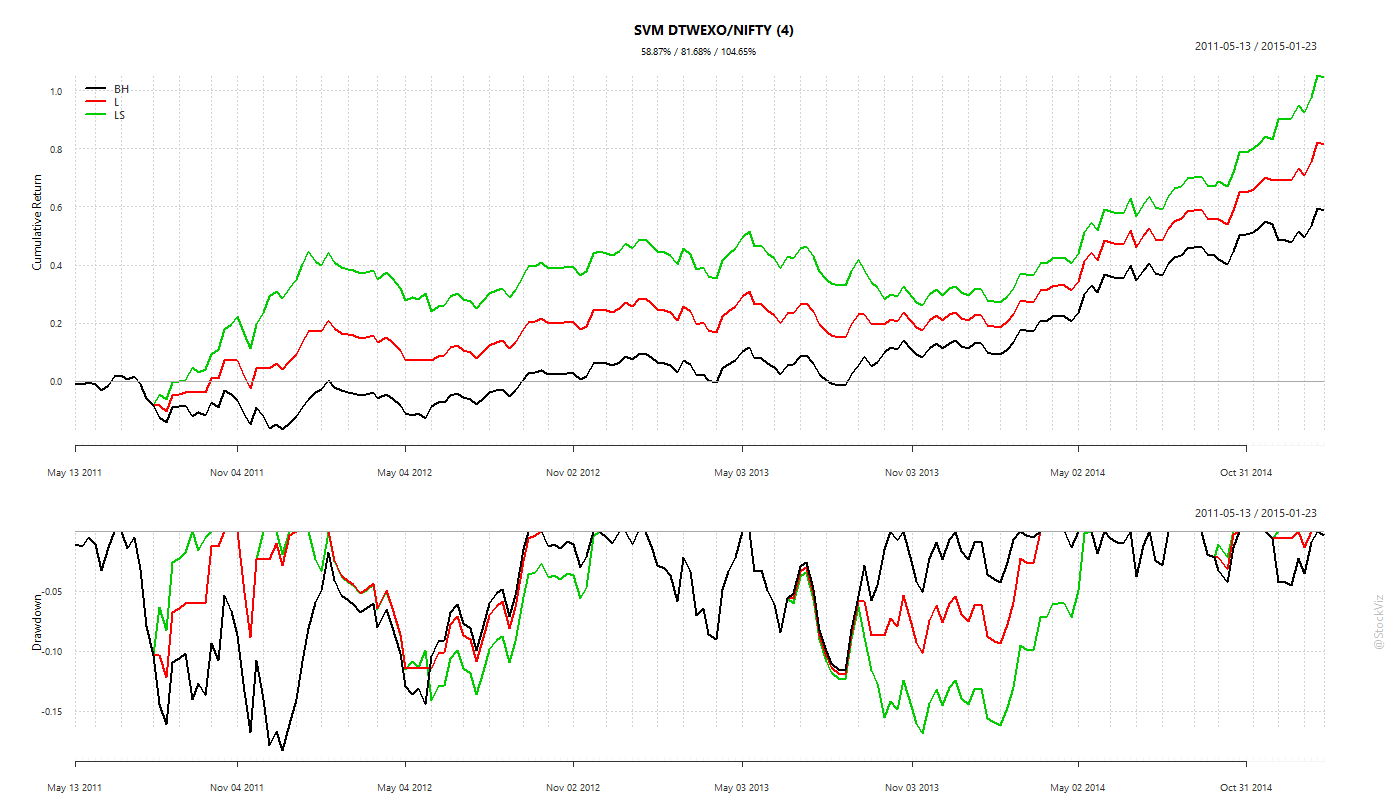 SVM DTWEXO/NIFTY (4)
58.87% / 81.68% / 104.65%
2011-05-13 / 2015-01-23
BH
L
LS
Cumulative Return
1.0
0.8
0.6
0.4
0.2
0.0
May 13 2011 Nov 04 2011 May 04 2012 Nov 02 2012 May 03 2013 Nov 03 2013 May 02 2014 Oct 31 2014
2011-05-13 / 2015-01-23
Drawdown
-0.05
-0.10
-0.15
May 13 2011 Nov 04 2011 May 04 2012 Nov 02 2012 May 03 2013 Nov 03 2013 May 02 2014 Oct 31 2014
@StockViz